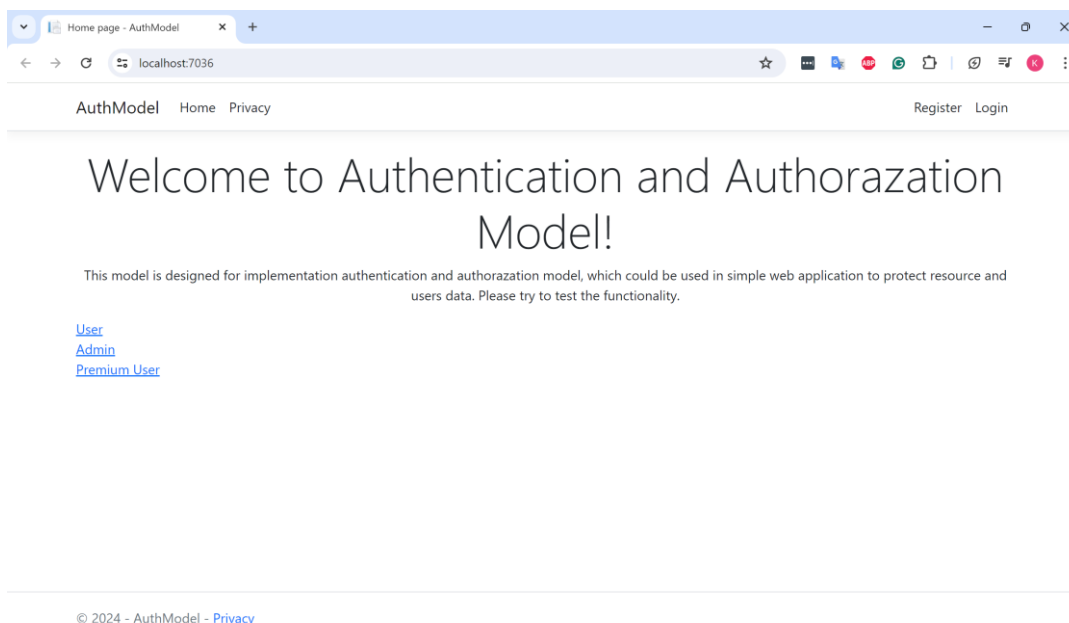 Home page - AuthModel
localhost:7036
ABP
K
AuthModel Home Privacy Register Login
Welcome to Authentication and Authorazation
Model!
This model is designed for implementation authentication and authorazation model, which could be used in simple web application to protect resource and
users data. Please try to test the functionality.
User
Admin
Premium User
© 2024 - AuthModel - Privacy